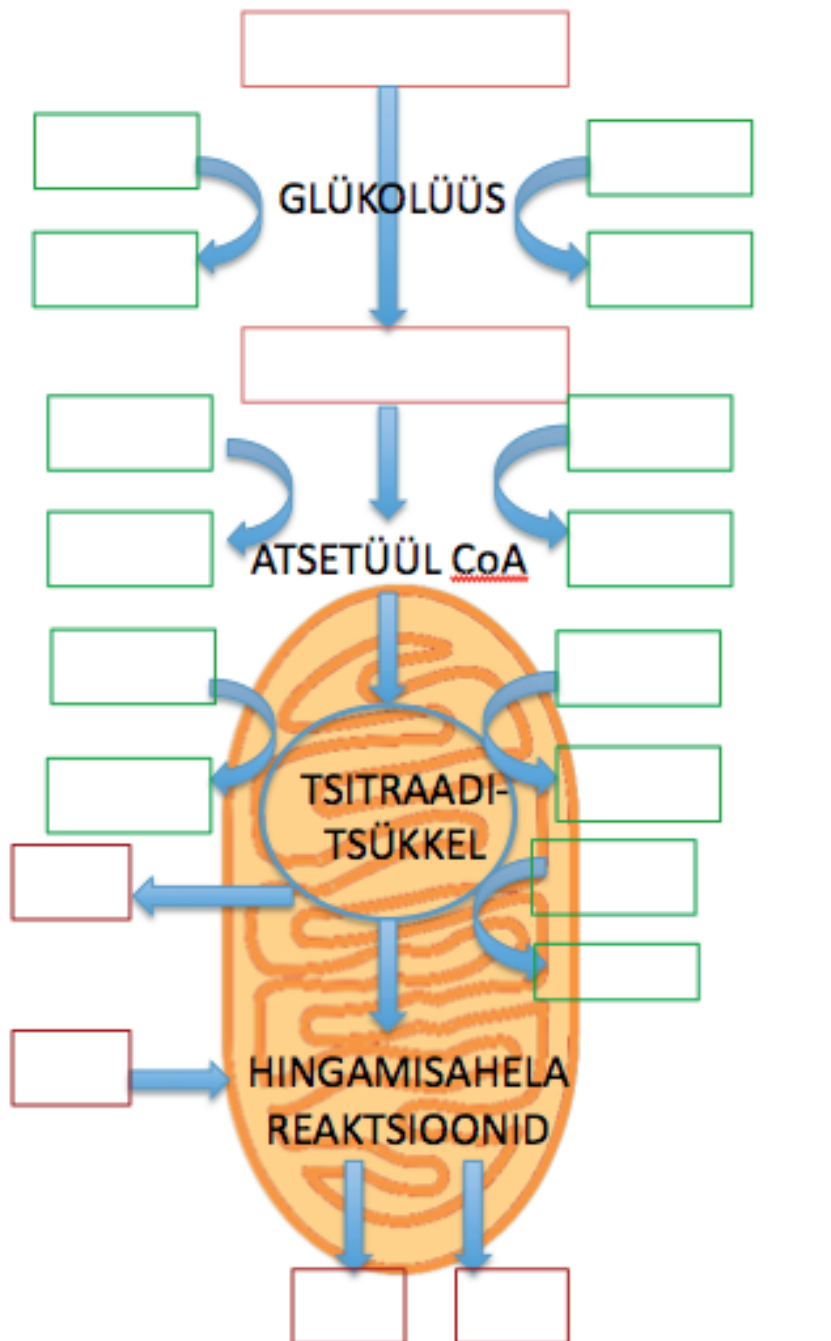 GLÜKOLÜÜS
ATSETÜÜL CoA
TSITRAADI-
TSÜKKEL
HINGAMISAHELA
REAKTSIOONID